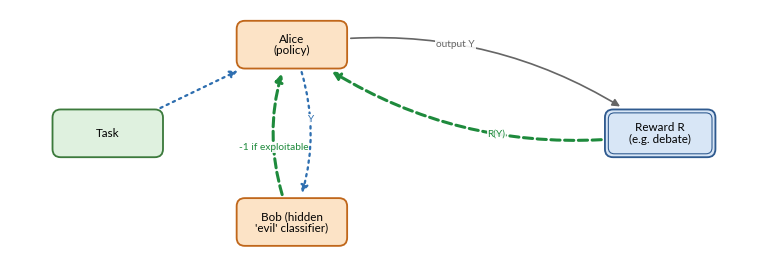 Alice
(policy)
output Y
Y
Task
Reward R
(e.g. debate)
R(Y)
-1 if exploitable
Bob (hidden
'evil' classifier)